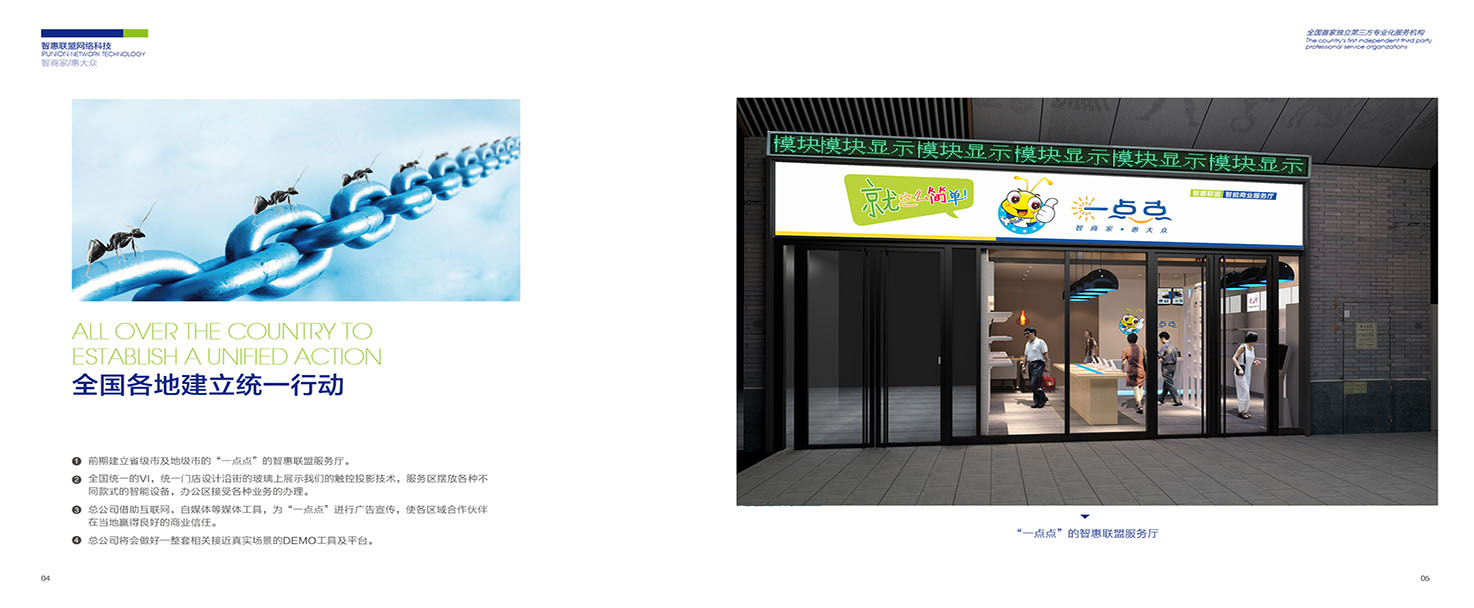 智惠联盟网络科技
IPUNION NETWORK TECHNOLOGY
智商家/惠大众
全国首家独立第三方专业化服务机构
The country's first independent third party
professional service organizations
ALL OVER THE COUNTRY TO
ESTABLISH A UNIFIED ACTION
全国各地建立统一行动
1 前期建立省级市及地级市的“一点点”的智惠联盟服务厅。
2 全国统一的VI，统一门店设计沿街的玻璃上展示我们的触控投影技术，服务区摆放各种不
同款式的智能设备，办公区接受各种业务的办理。
3 总公司借助互联网，自媒体等媒体工具，为“一点点”进行广告宣传，使各区域合作伙伴
在当地赢得良好的商业信任。
4 总公司将会做好一整套相关接近真实场景的DEMO工具及平台。
04
模块模块显示模块显示模块显示模块显示模块显示
就这么简单!
一点点
智商家•惠大众
智惠联盟 智能商业服务厅
一点点
“一点点”的智惠联盟服务厅
05